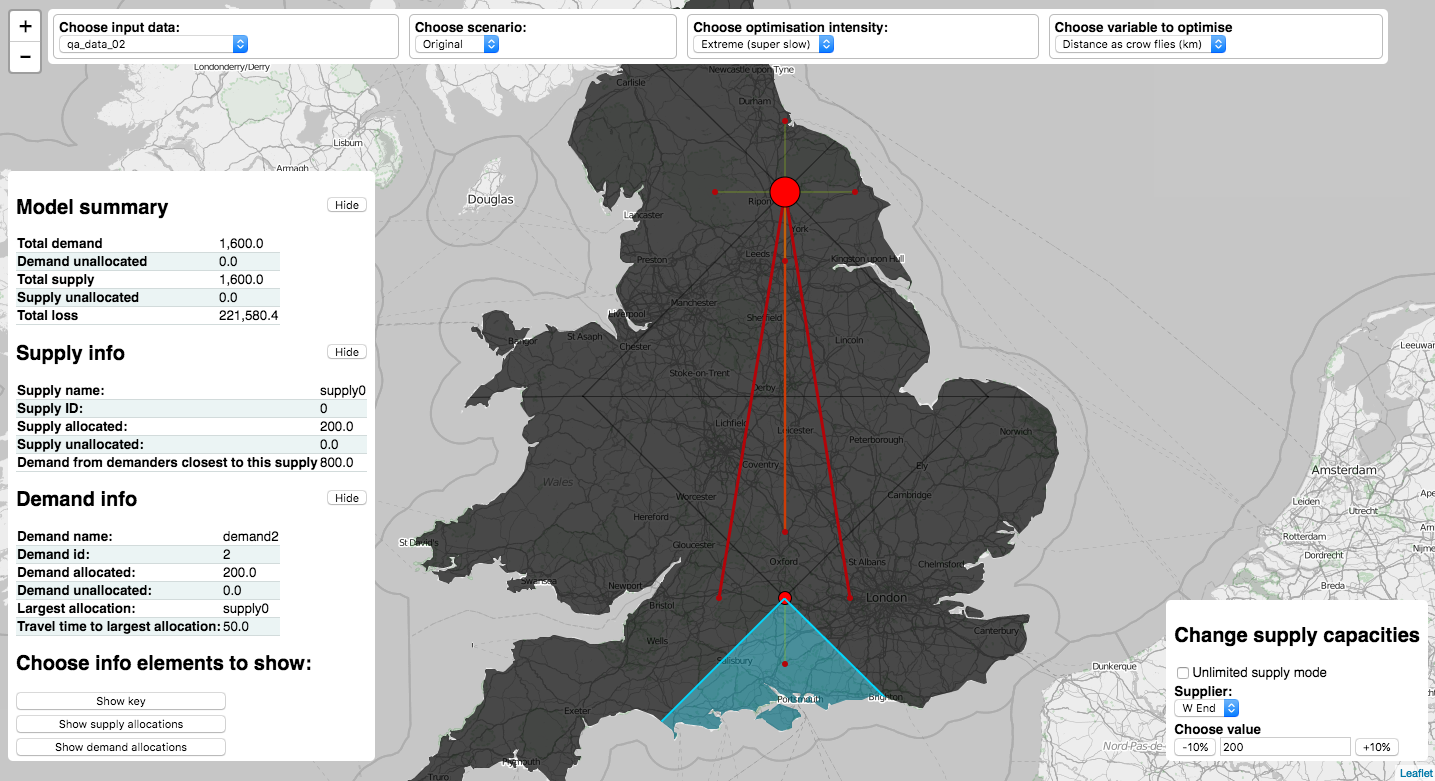 +
−
Choose input data:
qa_data_02
Choose scenario:
Original
Choose optimisation intensity:
Extreme (super slow)
Choose variable to optimise
Distance as crow flies (km)
Londonderry/Derry
Lisburn
Armagh
Douglas
Newcastle upon Tyne
Carlisle
Durham
Ripon
Lancaster
York
Leeds
Preston
Kingston upon Hull
Manchester
Liverpool
Sheffield
Bangor
St Asaph
Chester
Lincoln
Stoke-on-Trent
Derby
Lichfield
Leicester
Peterborough
Norwich
Coventry
Ely
Wales
Worcester
Cambridge
Hereford
St David's
Gloucester
Oxford
St Albans
Chelmsford
Swansea
Newport
Bristol
London
Wells
Canterbury
Salisbury
Portsmouth
Brighton
Exeter
Plymouth
Truro
Leeuwar
Amsterdam
Leiden
Utrecht
Ape
Rotterdam
Nijme
Dordrecht
Breda
Dunkerque
Nord-Pas-de-
Model summary
Hide
Total demand 1,600.0
Demand unallocated 0.0
Total supply 1,600.0
Supply unallocated 0.0
Total loss 221,580.4
Supply info
Hide
Supply name: supply0
Supply ID: 0
Supply allocated: 200.0
Supply unallocated: 0.0
Demand from demanders closest to this supply 800.0
Demand info
Hide
Demand name: demand2
Demand id: 2
Demand allocated: 200.0
Demand unallocated: 0.0
Largest allocation: supply0
Travel time to largest allocation: 50.0
Choose info elements to show:
Show key
Show supply allocations
Show demand allocations
Change supply capacities
Unlimited supply mode
Supplier:
W End
Choose value
-10% 200 +10%
Leaflet